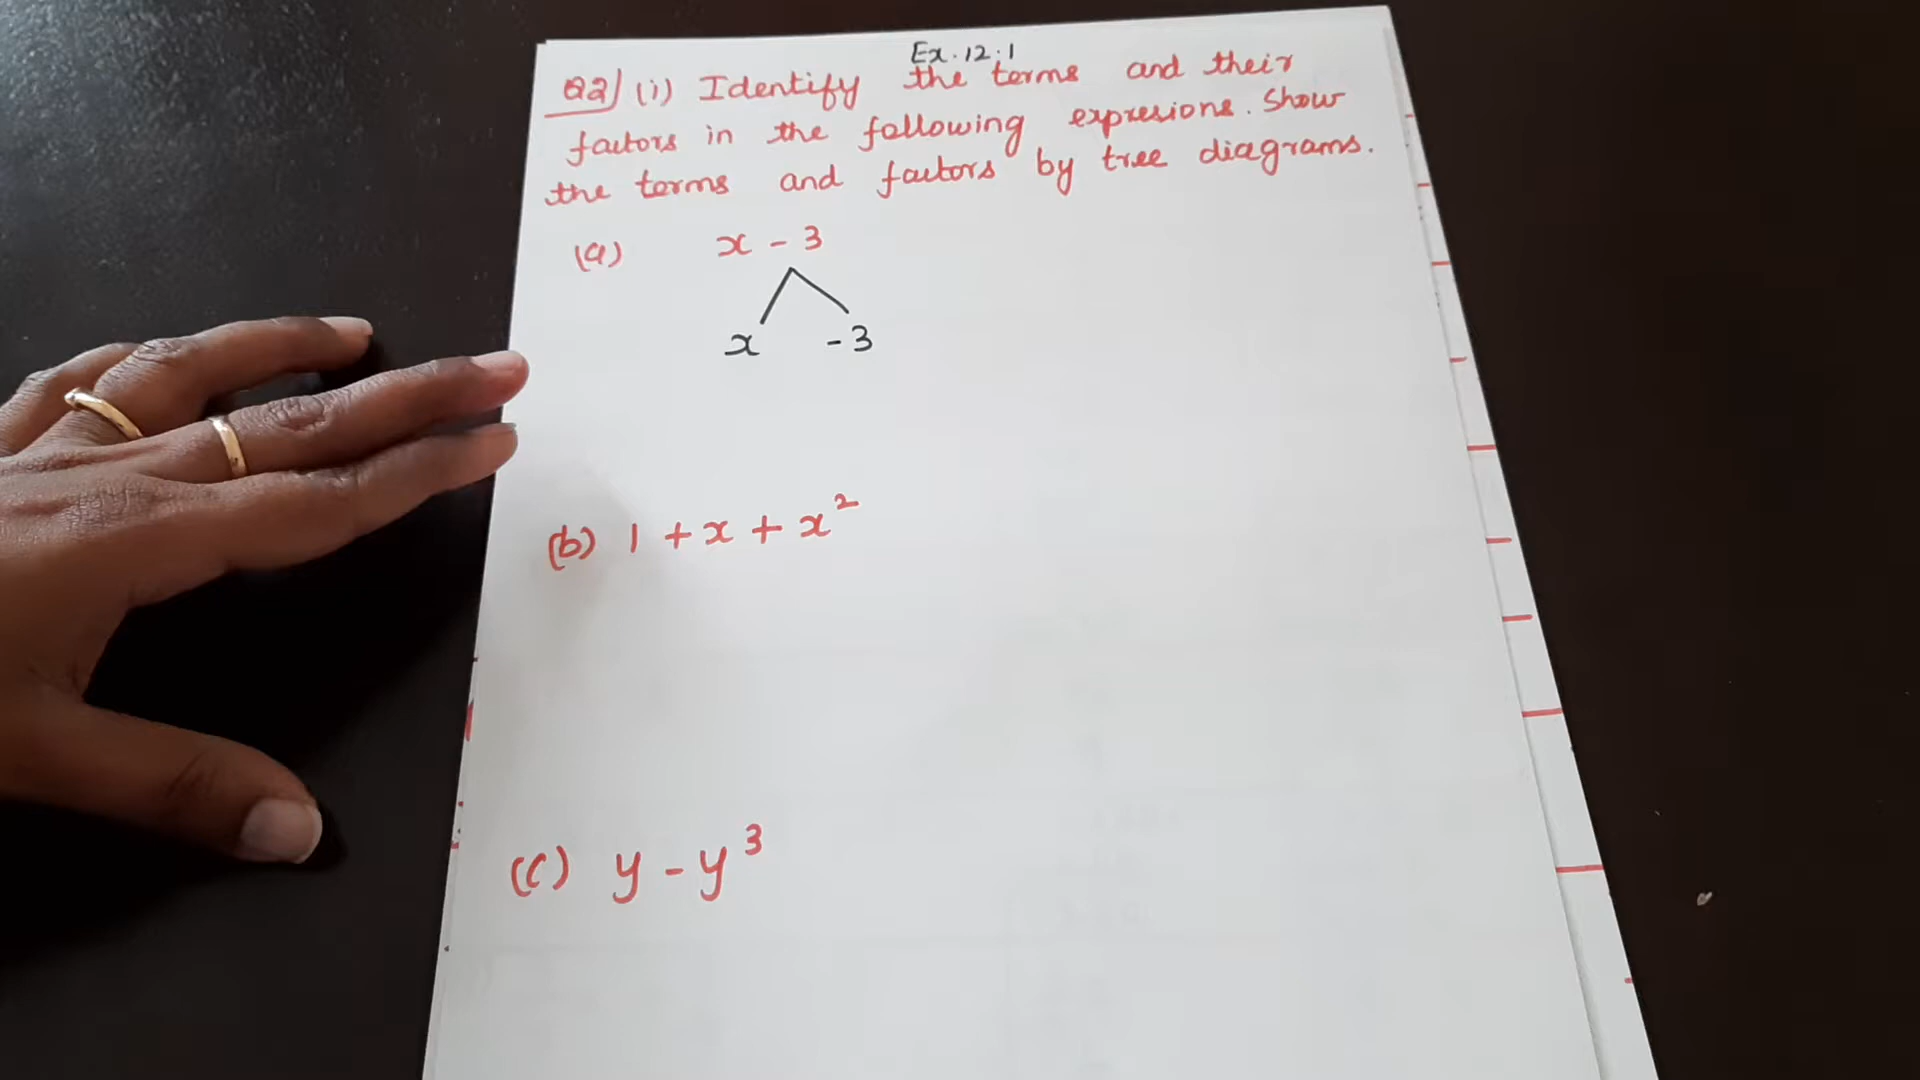 Ex.12.1
Q2) (i) Identify the terms and their
factors in the following expresions. Show
the terms and factors by tree diagrams.
(a) x - 3
x -3
(b) 1 + x + x²
(c) y - y³